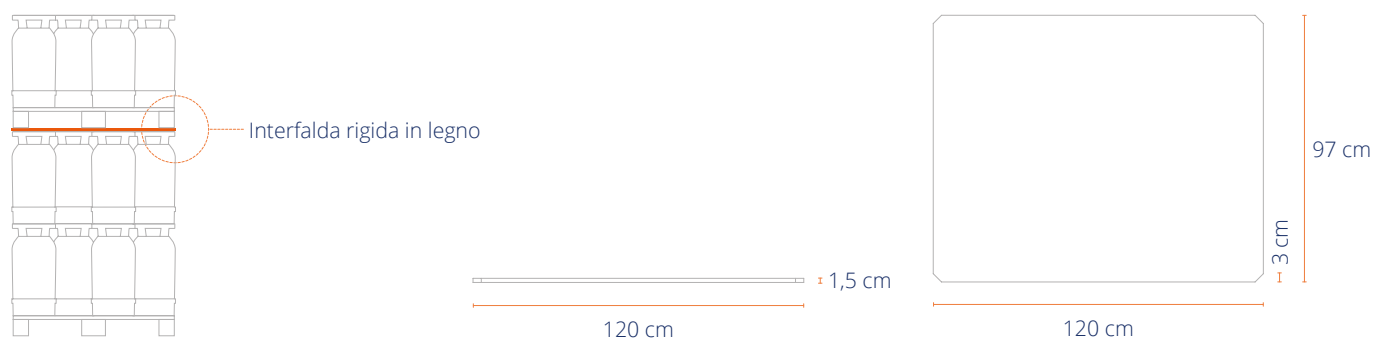 Interfalda rigida in legno
1,5 cm
120 cm
97 cm
3 cm
120 cm